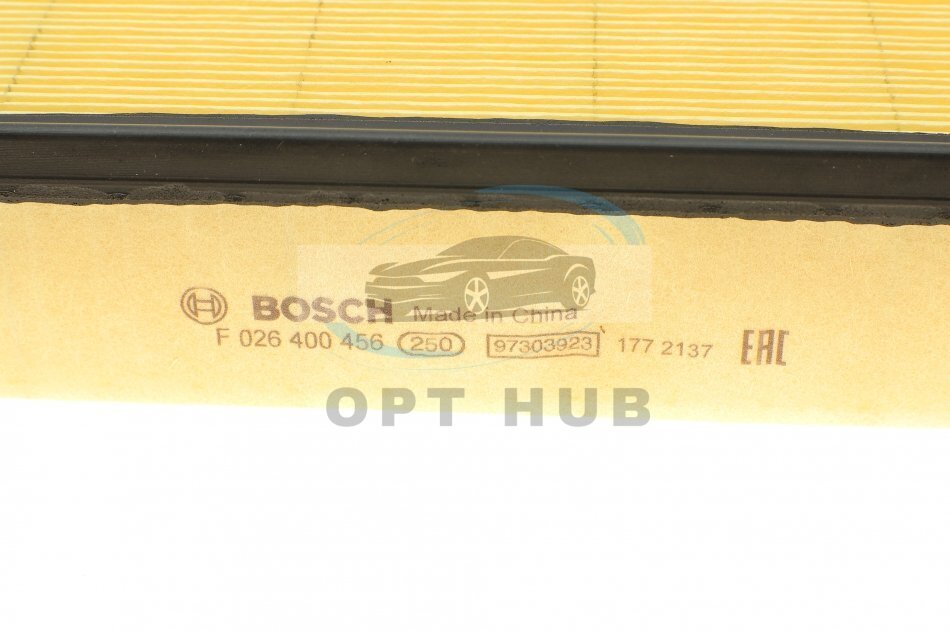 BOSCH Made in China
F 026 400 456 250 97303923 177 2137 EAC
OPT HUB